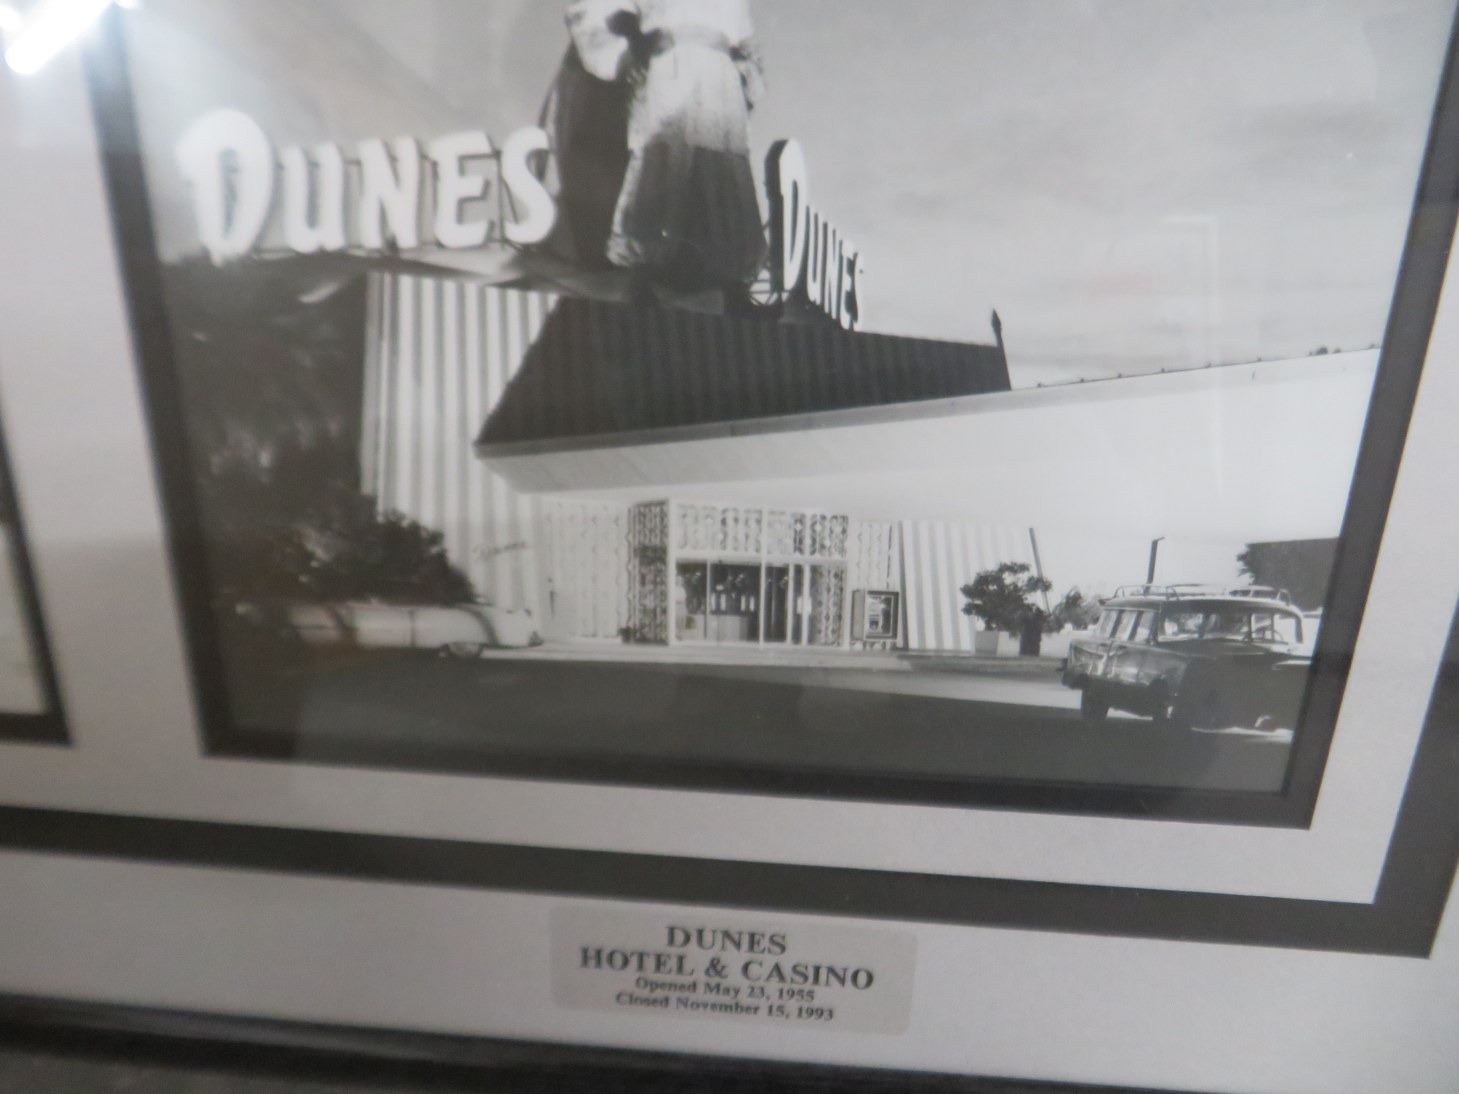 DUNES
DUNES
DUNES
HOTEL & CASINO
Opened May 23, 1955
Closed November 15, 1993